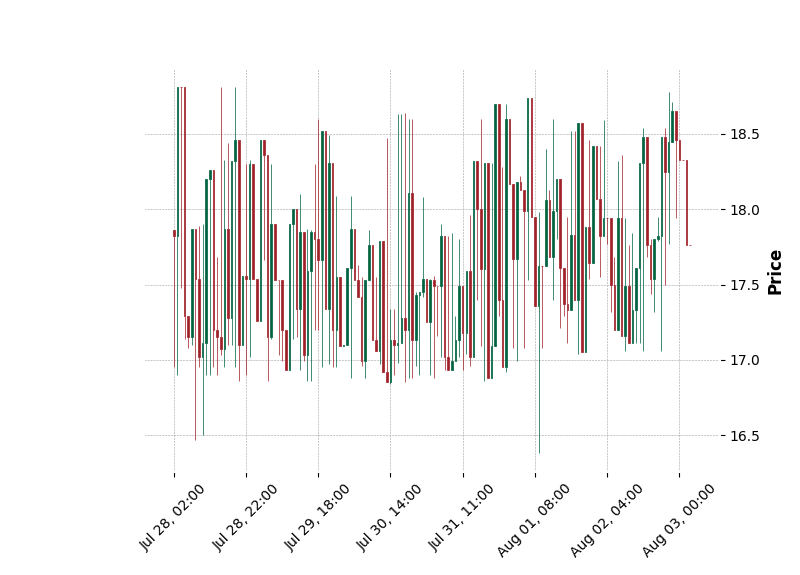 18.5
18.0
17.5
17.0
16.5
Price
Jul 28, 02:00
Jul 28, 22:00
Jul 29, 18:00
Jul 30, 14:00
Jul 31, 11:00
Aug 01, 08:00
Aug 02, 04:00
Aug 03, 00:00